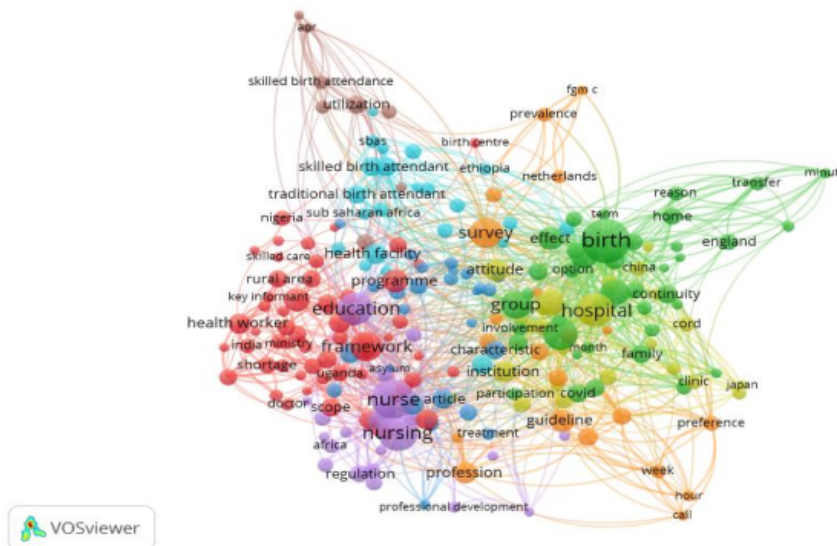 apr
skilled birth attendance
utilization
fgm c
prevalence
sbas
birth centre
skilled birth attendant
ethiopia
netherlands
traditional birth attendant
reason
transfer
minut
nigeria
sub saharan africa
term
home
survey
effect
birth
england
skilled care
health facility
rural area
programme
attitude
option
china
key informant
education
group
hospital
continuity
health worker
involvement
cord
india
ministry
framework
characteristic
month
family
shortage
uganda
asylum
institution
clinic
japan
doctor
scope
nurse
article
participation
covid
africa
nursing
treatment
guideline
preference
regulation
profession
week
professional development
hour
call
VOSviewer